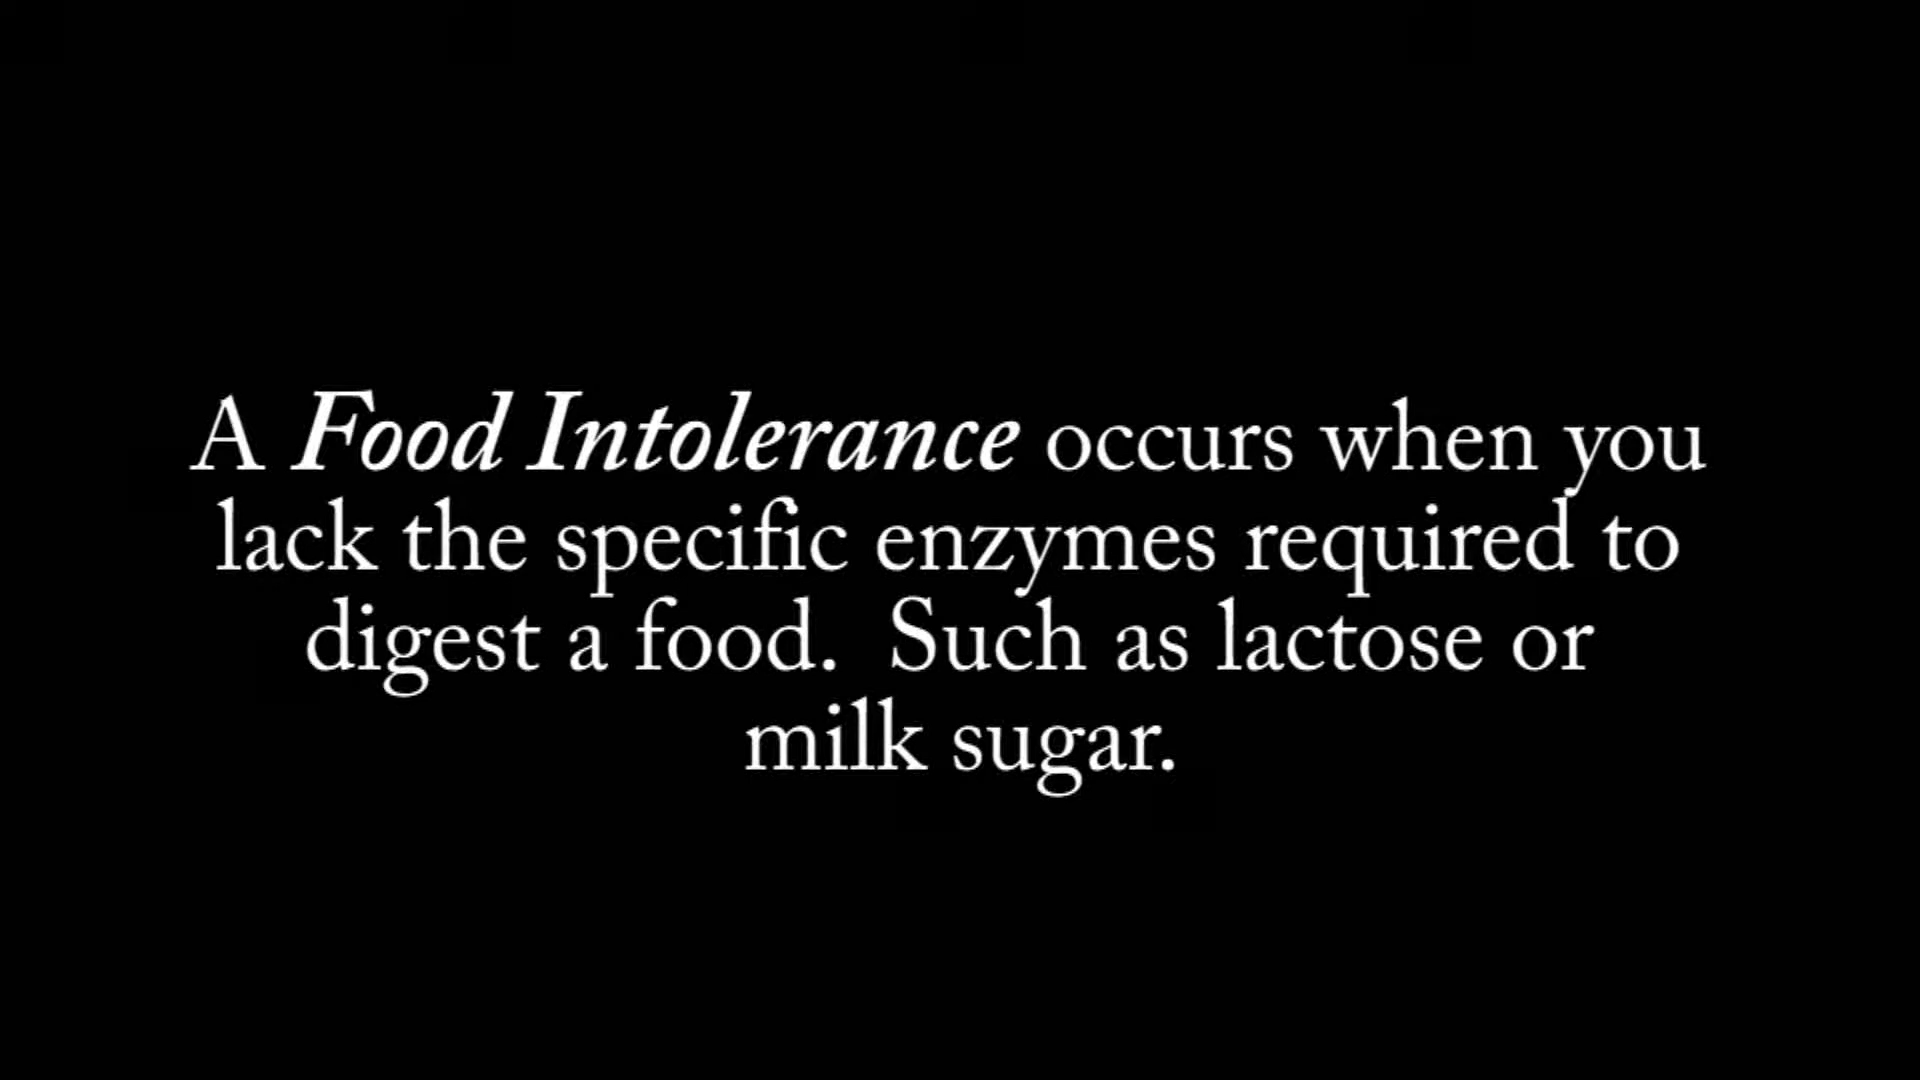 A Food Intolerance occurs when you
lack the specific enzymes required to
digest a food.  Such as lactose or
milk sugar.